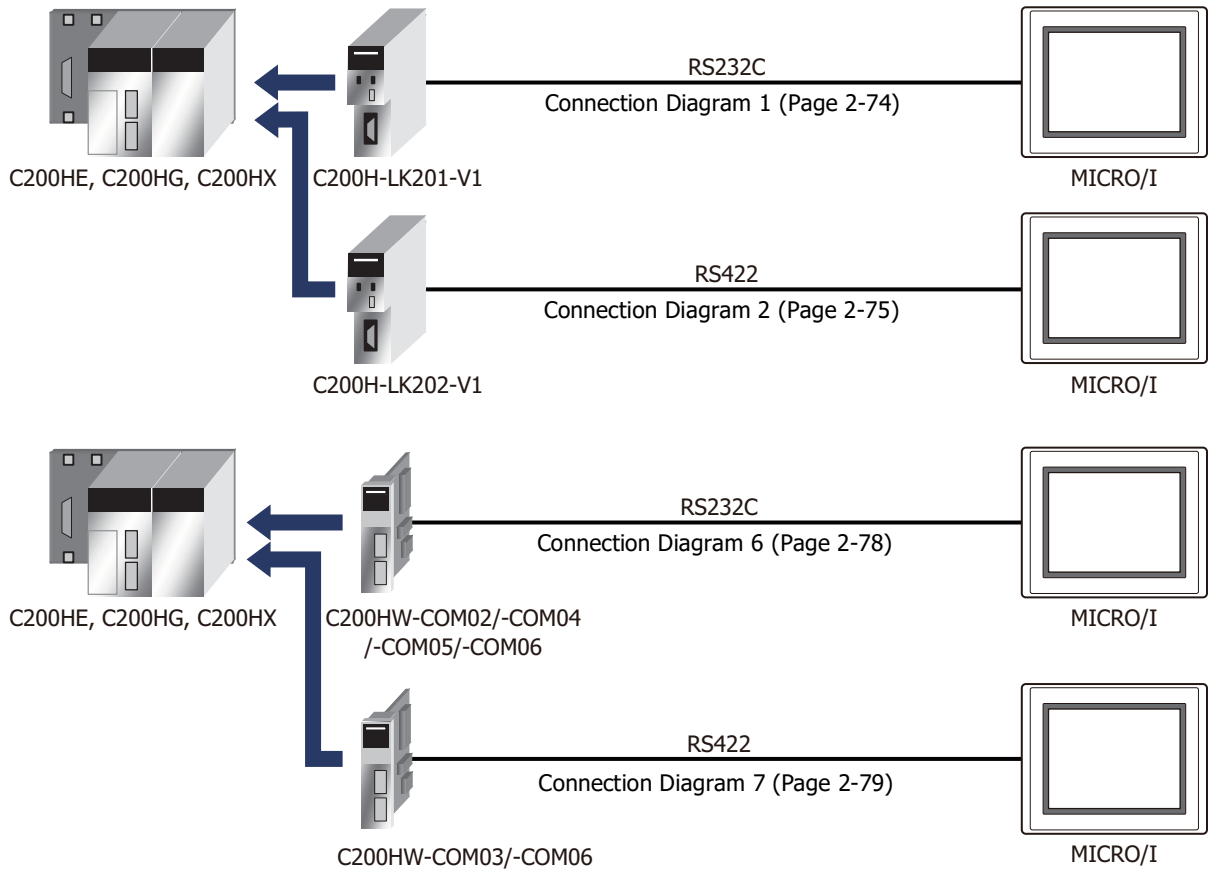 RS232C
Connection Diagram 1 (Page 2-74)
C200HE, C200HG, C200HX
C200H-LK201-V1
MICRO/I
RS422
Connection Diagram 2 (Page 2-75)
C200H-LK202-V1
MICRO/I
RS232C
Connection Diagram 6 (Page 2-78)
C200HE, C200HG, C200HX
C200HW-COM02/-COM04
/-COM05/-COM06
MICRO/I
RS422
Connection Diagram 7 (Page 2-79)
C200HW-COM03/-COM06
MICRO/I